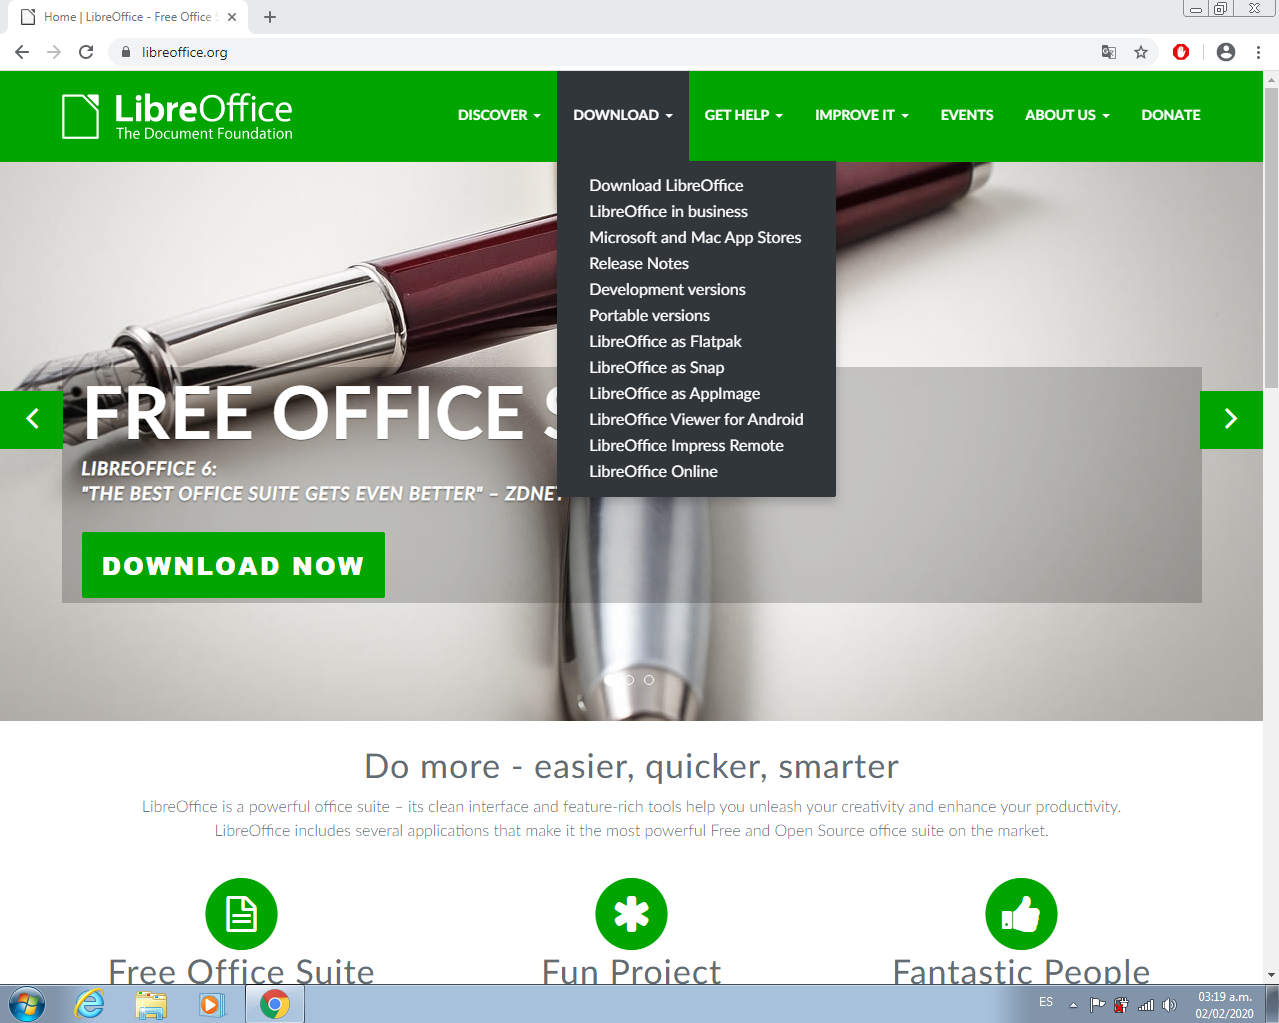 Home | LibreOffice - Free Office
libreoffice.org
LibreOffice
The Document Foundation
DISCOVER
DOWNLOAD
GET HELP
IMPROVE IT
EVENTS
ABOUT US
DONATE
Download LibreOffice
LibreOffice in business
Microsoft and Mac App Stores
Release Notes
Development versions
Portable versions
LibreOffice as Flatpak
LibreOffice as Snap
LibreOffice as AppImage
LibreOffice Viewer for Android
LibreOffice Impress Remote
LibreOffice Online
FREE OFFICE
LIBREOFFICE 6:
"THE BEST OFFICE SUITE GETS EVEN BETTER" – ZDNET
DOWNLOAD NOW
Do more - easier, quicker, smarter
LibreOffice is a powerful office suite – its clean interface and feature-rich tools help you unleash your creativity and enhance your productivity.
LibreOffice includes several applications that make it the most powerful Free and Open Source office suite on the market.
Free Office Suite
Fun Project
Fantastic People
ES
03:19 a.m.
02/02/2020